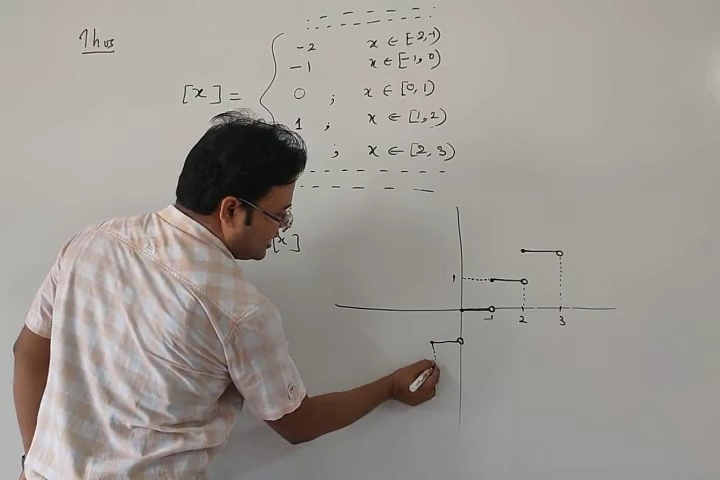 Thus
-2 x ∈ [-2,-1)
-1 x ∈ [-1, 0)
[x] = 0 ; x ∈ [0, 1)
1 ; x ∈ [1, 2)
; x ∈ [2, 3)
[x]
1
1 2 3